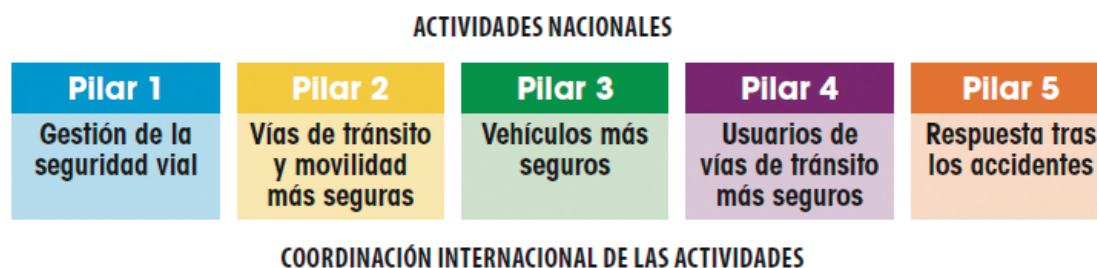 ACTIVIDADES NACIONALES
Pilar 1
Gestión de la
seguridad vial
Pilar 2
Vías de tránsito
y movilidad
más seguras
Pilar 3
Vehículos más
seguros
Pilar 4
Usuarios de
vías de tránsito
más seguros
Pilar 5
Respuesta tras
los accidentes
COORDINACIÓN INTERNACIONAL DE LAS ACTIVIDADES